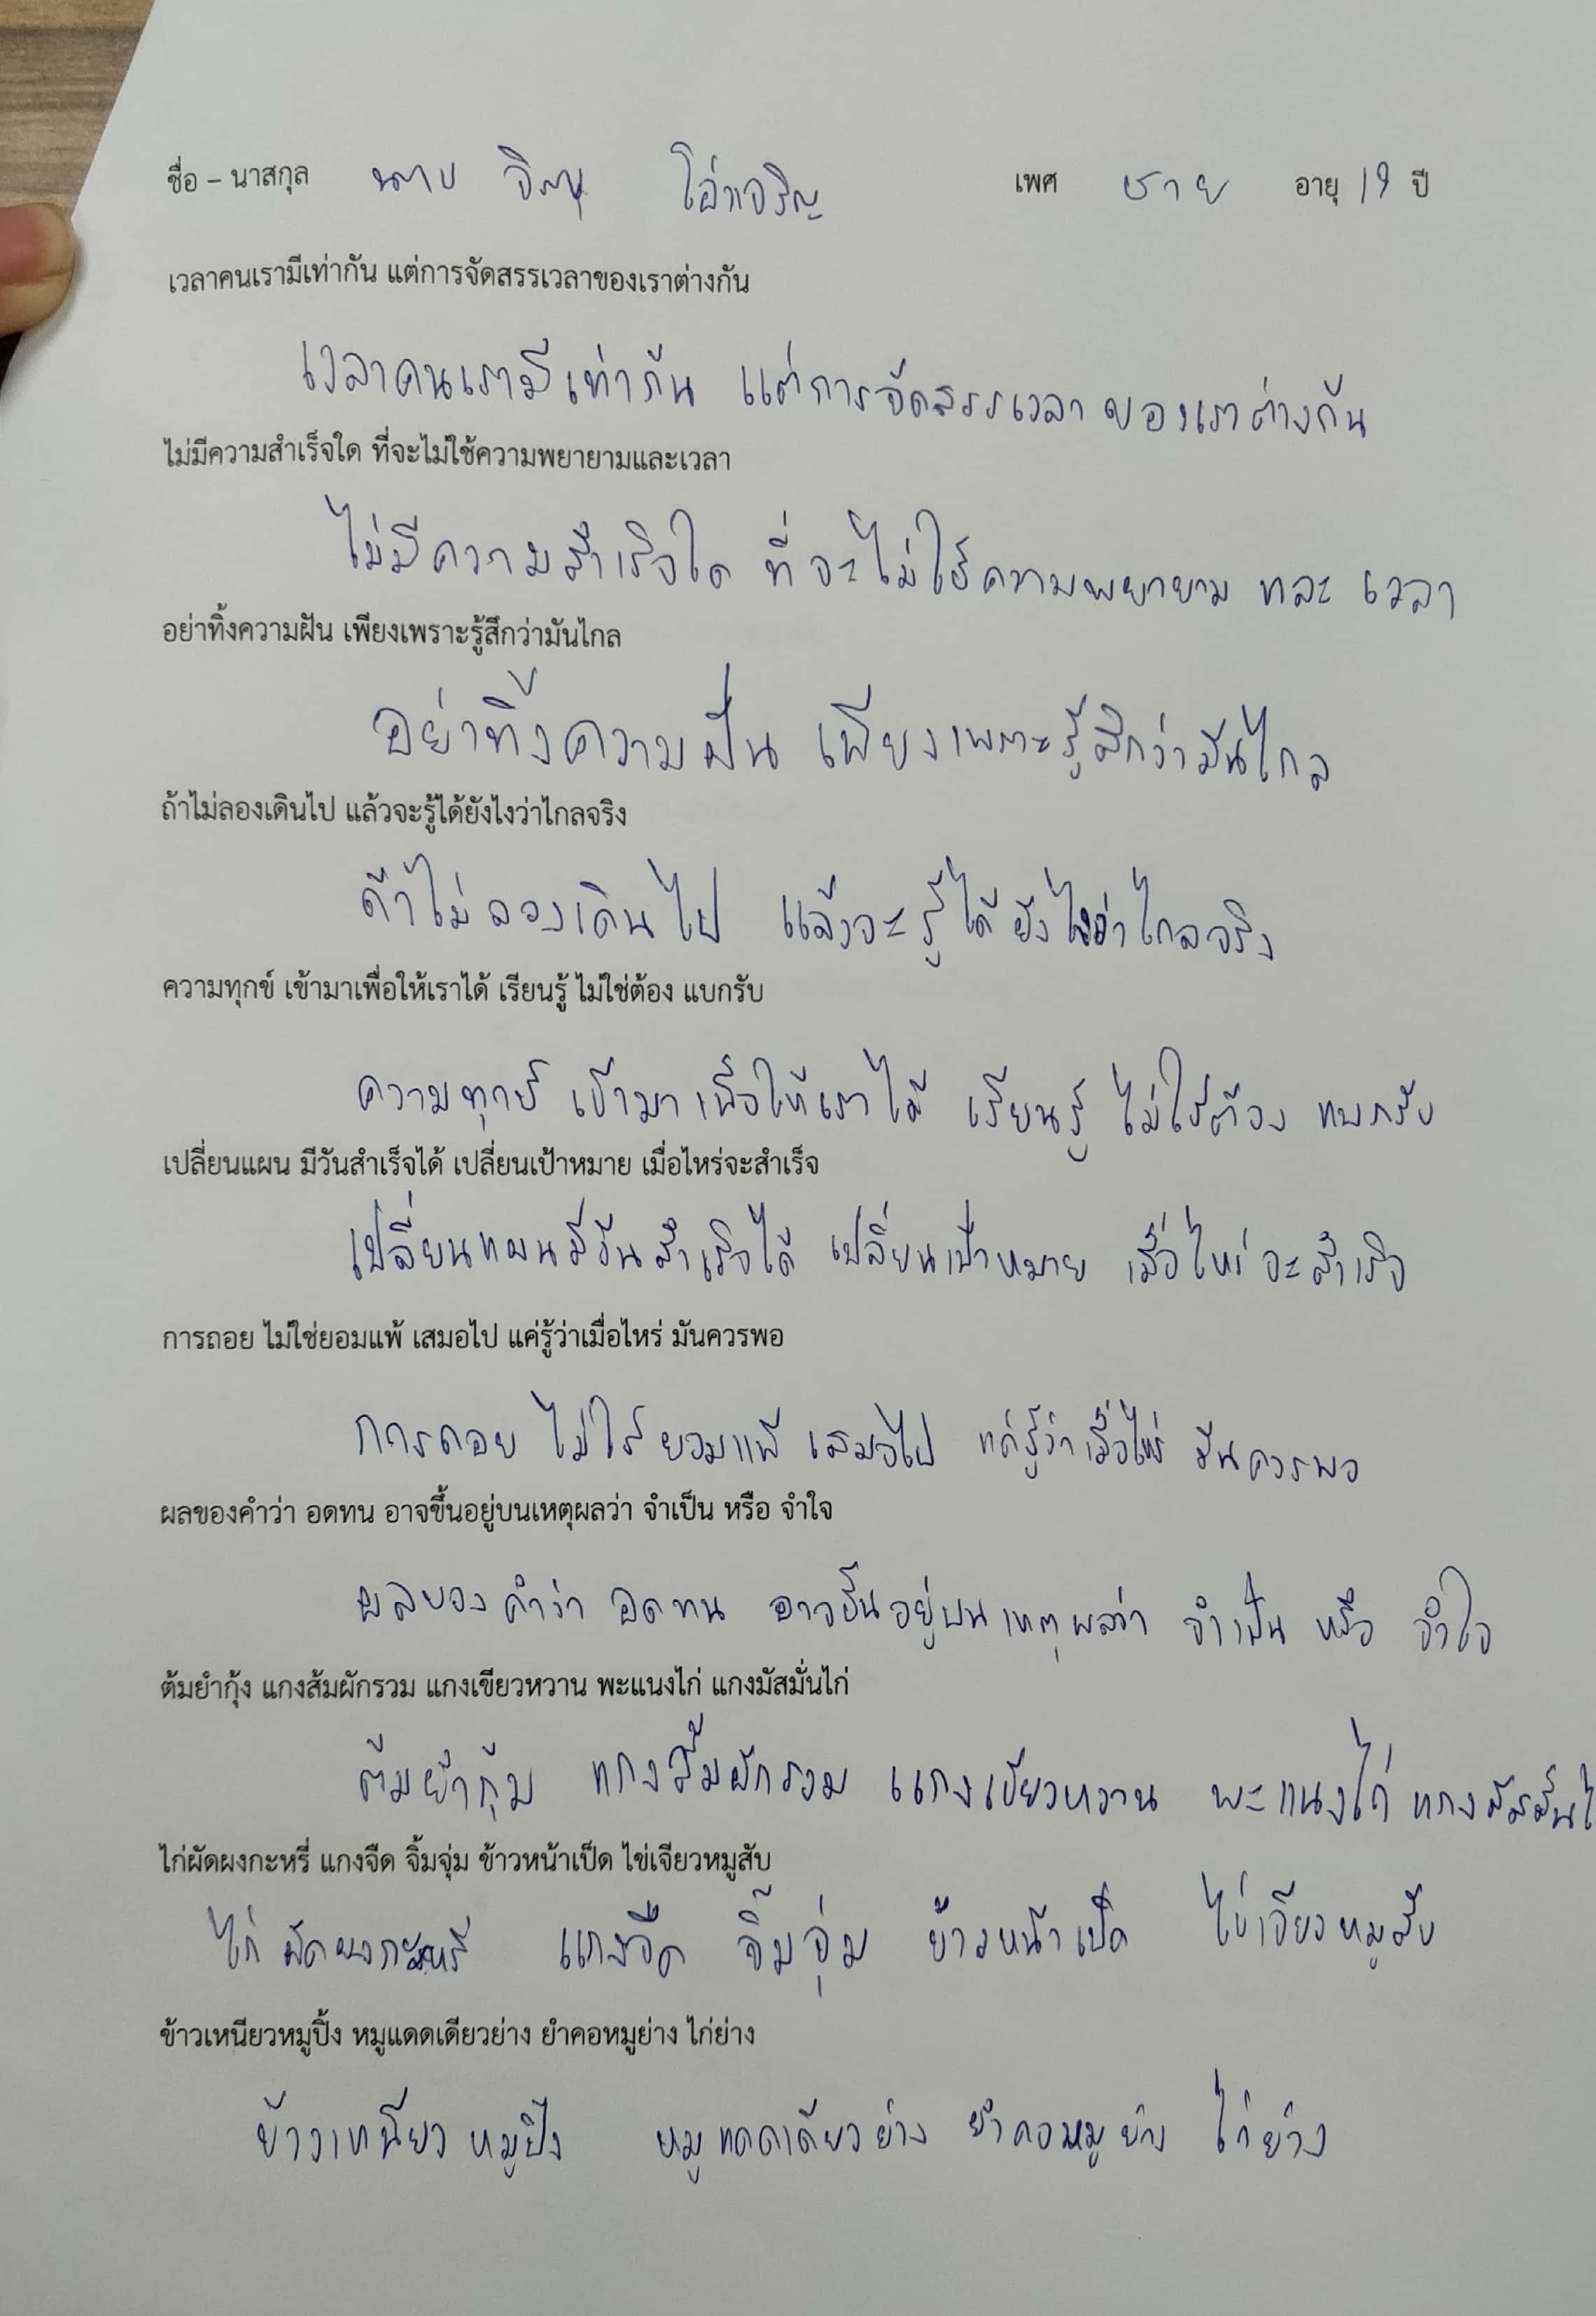 ชื่อ – นาสกุล นาย เพศ ชาย อายุ 19 ปี
เวลาคนเรามีเท่ากัน แต่การจัดสรรเวลาของเราต่างกัน
เวลาคนเรามีเท่ากัน แต่การจัดสรรเวลาของเราต่างกัน
ไม่มีความสำเร็จใด ที่จะไม่ใช้ความพยายามและเวลา
ไม่มีความสำเร็จใด ที่จะไม่ใช้ความพยายาม และ เวลา
อย่าทิ้งความฝัน เพียงเพราะรู้สึกว่ามันไกล
อย่าทิ้งความฝัน เพียงเพราะรู้สึกว่ามันไกล
ถ้าไม่ลองเดินไป แล้วจะรู้ได้ยังไงว่าไกลจริง
ถ้าไม่ลองเดินไป แล้วจะรู้ได้ยังไงว่าไกลจริง
ความทุกข์ เข้ามาเพื่อให้เราได้ เรียนรู้ ไม่ใช่ต้อง แบกรับ
ความทุกข์ เข้ามาเพื่อให้เราได้ เรียนรู้ ไม่ใช่ต้อง แบกรับ
เปลี่ยนแผน มีวันสำเร็จได้ เปลี่ยนเป้าหมาย เมื่อไหร่จะสำเร็จ
เปลี่ยนแผนมีวันสำเร็จได้ เปลี่ยนเป้าหมาย เมื่อไหร่จะสำเร็จ
การถอย ไม่ใช่ยอมแพ้ เสมอไป แค่รู้ว่าเมื่อไหร่ มันควรพอ
การถอย ไม่ใช่ยอมแพ้ เสมอไป แค่รู้ว่าเมื่อไหร่ มันควรพอ
ผลของคำว่า อดทน อาจขึ้นอยู่บนเหตุผลว่า จำเป็น หรือ จำใจ
ผลของคำว่า อดทน อาจขึ้นอยู่บนเหตุผลว่า จำเป็น หรือ จำใจ
ต้มยำกุ้ง แกงส้มผักรวม แกงเขียวหวาน พะแนงไก่ แกงมัสมั่นไก่
ต้มยำกุ้ง แกงส้มผักรวม แกงเขียวหวาน พะแนงไก่ แกงมัสมั่นไ
ไก่ผัดผงกะหรี่ แกงจืด จิ้มจุ่ม ข้าวหน้าเป็ด ไข่เจียวหมูสับ
ไก่ผัดผงกะหรี่ แกงจืด จิ้มจุ่ม ข้าวหน้าเป็ด ไข่เจียวหมูสับ
ข้าวเหนียวหมูปิ้ง หมูแดดเดียวย่าง ยำคอหมูย่าง ไก่ย่าง
ข้าวเหนียวหมูปิ้ง หมูแดดเดียวย่าง ยำคอหมูย่าง ไก่ย่าง